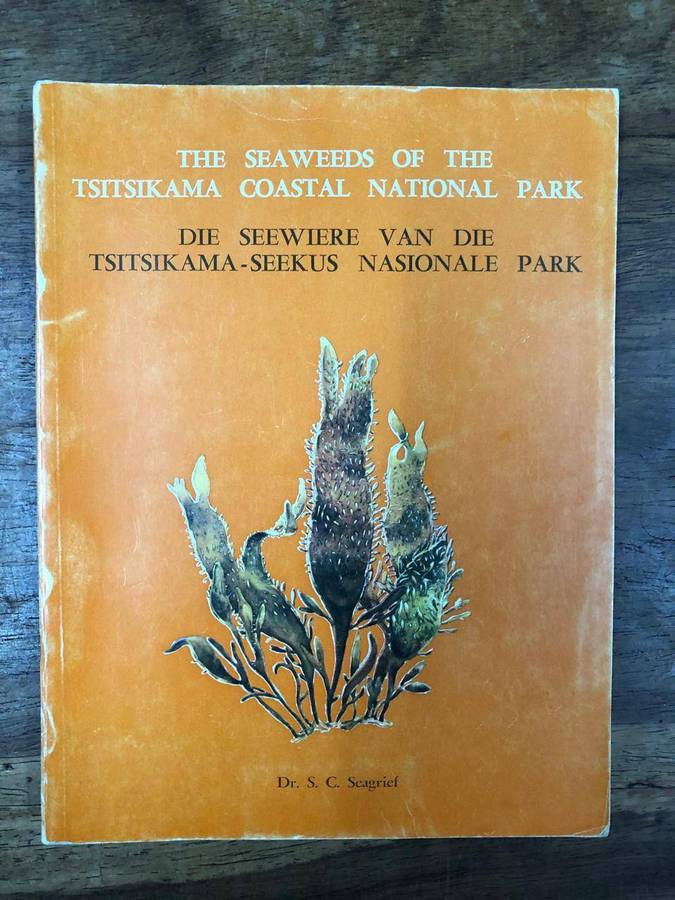 THE SEAWEEDS OF THE
TSITSIKAMA COASTAL NATIONAL PARK
DIE SEEWIERE VAN DIE
TSITSIKAMA-SEEKUS NASIONALE PARK
Dr. S. C. Seagrief